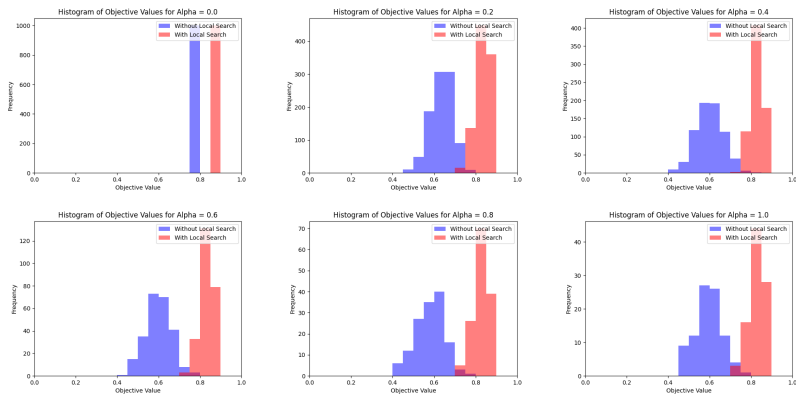 Histogram of Objective Values for Alpha = 0.0
Without Local Search
With Local Search
1000
800
600
400
200
0
Frequency
0.0 0.2 0.4 0.6 0.8 1.0
Objective Value
Histogram of Objective Values for Alpha = 0.2
Without Local Search
With Local Search
400
300
200
100
0
Frequency
0.0 0.2 0.4 0.6 0.8 1.0
Objective Value
Histogram of Objective Values for Alpha = 0.4
Without Local Search
With Local Search
400
350
300
250
200
150
100
50
0
Frequency
0.0 0.2 0.4 0.6 0.8 1.0
Objective Value
Histogram of Objective Values for Alpha = 0.6
Without Local Search
With Local Search
120
100
80
60
40
20
0
Frequency
0.0 0.2 0.4 0.6 0.8 1.0
Objective Value
Histogram of Objective Values for Alpha = 0.8
Without Local Search
With Local Search
70
60
50
40
30
20
10
0
Frequency
0.0 0.2 0.4 0.6 0.8 1.0
Objective Value
Histogram of Objective Values for Alpha = 1.0
Without Local Search
With Local Search
40
30
20
10
0
Frequency
0.0 0.2 0.4 0.6 0.8 1.0
Objective Value